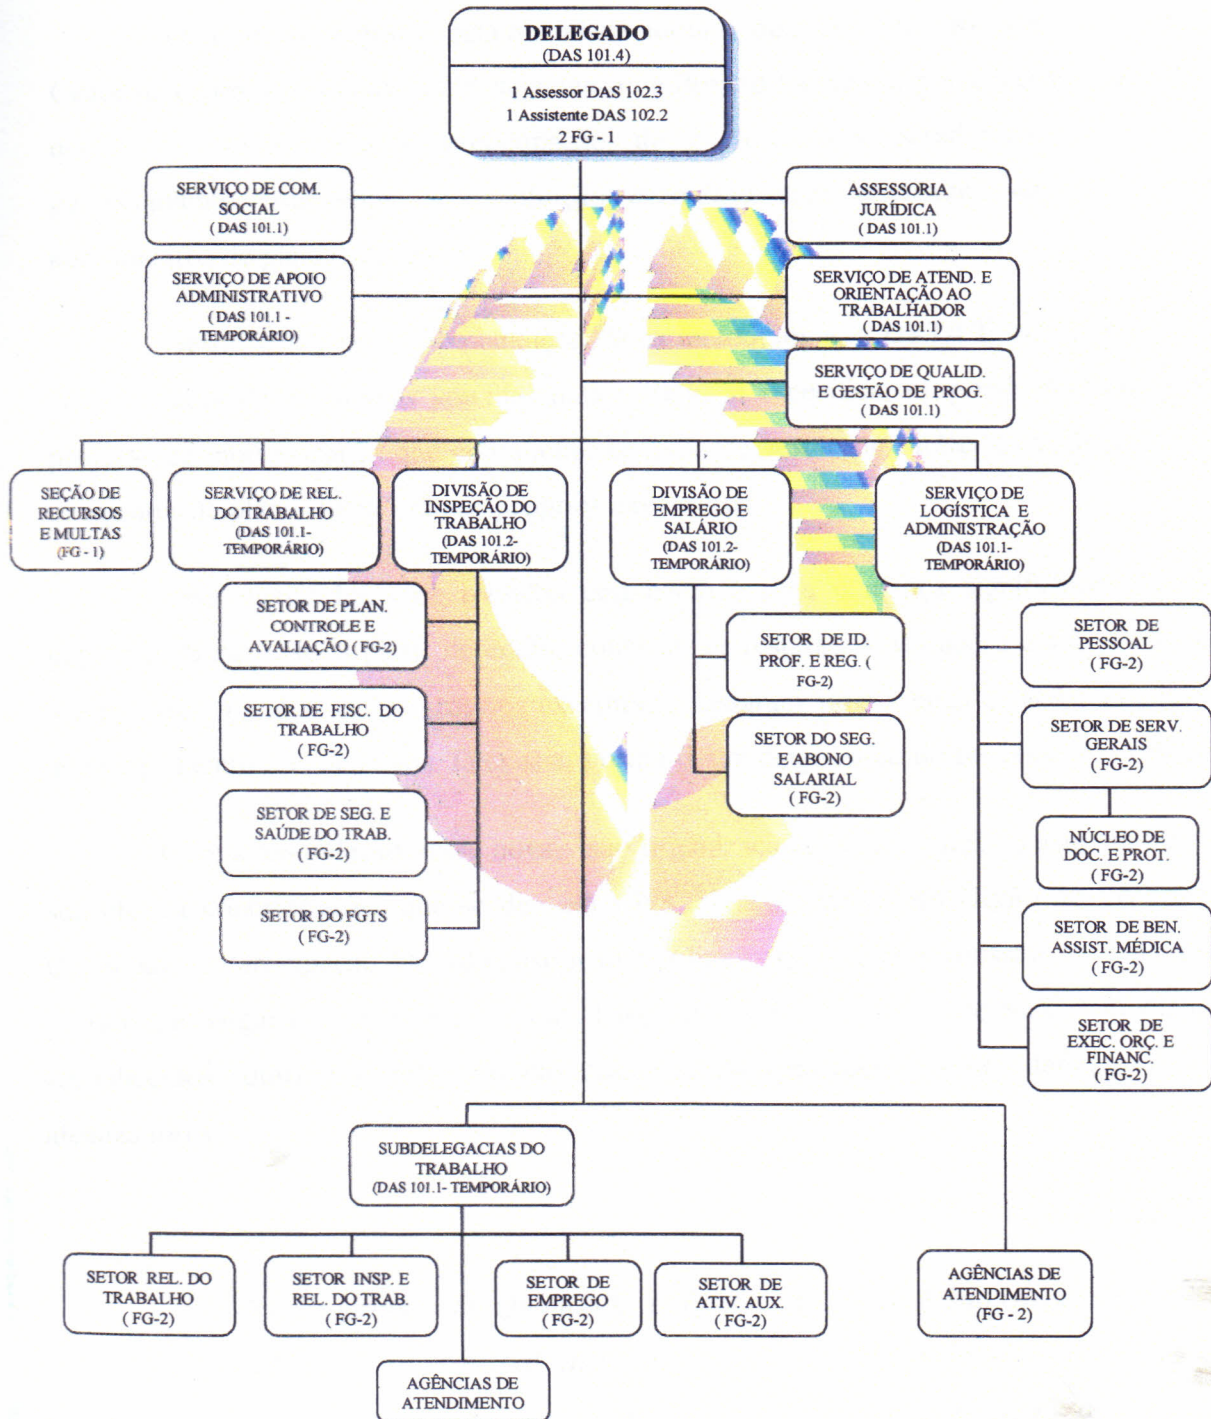 DELEGADO
(DAS 101.4)
1 Assessor DAS 102.3
1 Assistente DAS 102.2
2 FG - 1
SERVIÇO DE COM.
SOCIAL
( DAS 101.1)
ASSESSORIA
JURÍDICA
( DAS 101.1)
SERVIÇO DE APOIO
ADMINISTRATIVO
( DAS 101.1 -
TEMPORÁRIO)
SERVIÇO DE ATEND. E
ORIENTAÇÃO AO
TRABALHADOR
( DAS 101.1)
SERVIÇO DE QUALID.
E GESTÃO DE PROG.
( DAS 101.1)
SEÇÃO DE
RECURSOS
E MULTAS
(FG - 1)
SERVIÇO DE REL.
DO TRABALHO
(DAS 101.1-
TEMPORÁRIO)
DIVISÃO DE
INSPEÇÃO DO
TRABALHO
(DAS 101.2-
TEMPORÁRIO)
DIVISÃO DE
EMPREGO E
SALÁRIO
(DAS 101.2-
TEMPORÁRIO)
SERVIÇO DE
LOGÍSTICA E
ADMINISTRAÇÃO
(DAS 101.1-
TEMPORÁRIO)
SETOR DE PLAN.
CONTROLE E
AVALIAÇÃO ( FG-2)
SETOR DE FISC. DO
TRABALHO
( FG-2)
SETOR DE SEG. E
SAÚDE DO TRAB.
( FG-2)
SETOR DO FGTS
( FG-2)
SETOR DE ID.
PROF. E REG. (
FG-2)
SETOR DO SEG.
E ABONO
SALARIAL
( FG-2)
SETOR DE
PESSOAL
( FG-2)
SETOR DE SERV.
GERAIS
( FG-2)
NÚCLEO DE
DOC. E PROT.
( FG-2)
SETOR DE BEN.
ASSIST. MÉDICA
( FG-2)
SETOR DE
EXEC. ORÇ. E
FINANC.
( FG-2)
SUBDELEGACIAS DO
TRABALHO
(DAS 101.1- TEMPORÁRIO)
SETOR REL. DO
TRABALHO
( FG-2)
SETOR INSP. E
REL. DO TRAB.
( FG-2)
SETOR DE
EMPREGO
( FG-2)
SETOR DE
ATIV. AUX.
( FG-2)
AGÊNCIAS DE
ATENDIMENTO
(FG - 2)
AGÊNCIAS DE
ATENDIMENTO